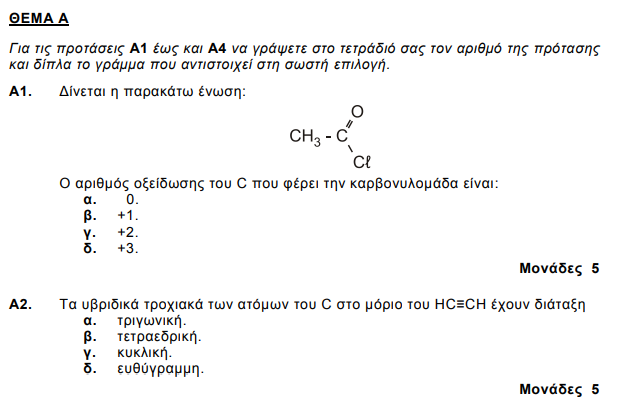 ΘΕΜΑ Α
Για τις προτάσεις Α1 έως και Α4 να γράψετε στο τετράδιό σας τον αριθμό της πρότασης
και δίπλα το γράμμα που αντιστοιχεί στη σωστή επιλογή.
Α1. Δίνεται η παρακάτω ένωση:
O
CH3 - C
Cℓ
Ο αριθμός οξείδωσης του C που φέρει την καρβονυλομάδα είναι:
α. 0.
β. +1.
γ. +2.
δ. +3.
Μονάδες 5
Α2. Τα υβριδικά τροχιακά των ατόμων του C στο μόριο του HC≡CH έχουν διάταξη
α. τριγωνική.
β. τετραεδρική.
γ. κυκλική.
δ. ευθύγραμμη.
Μονάδες 5